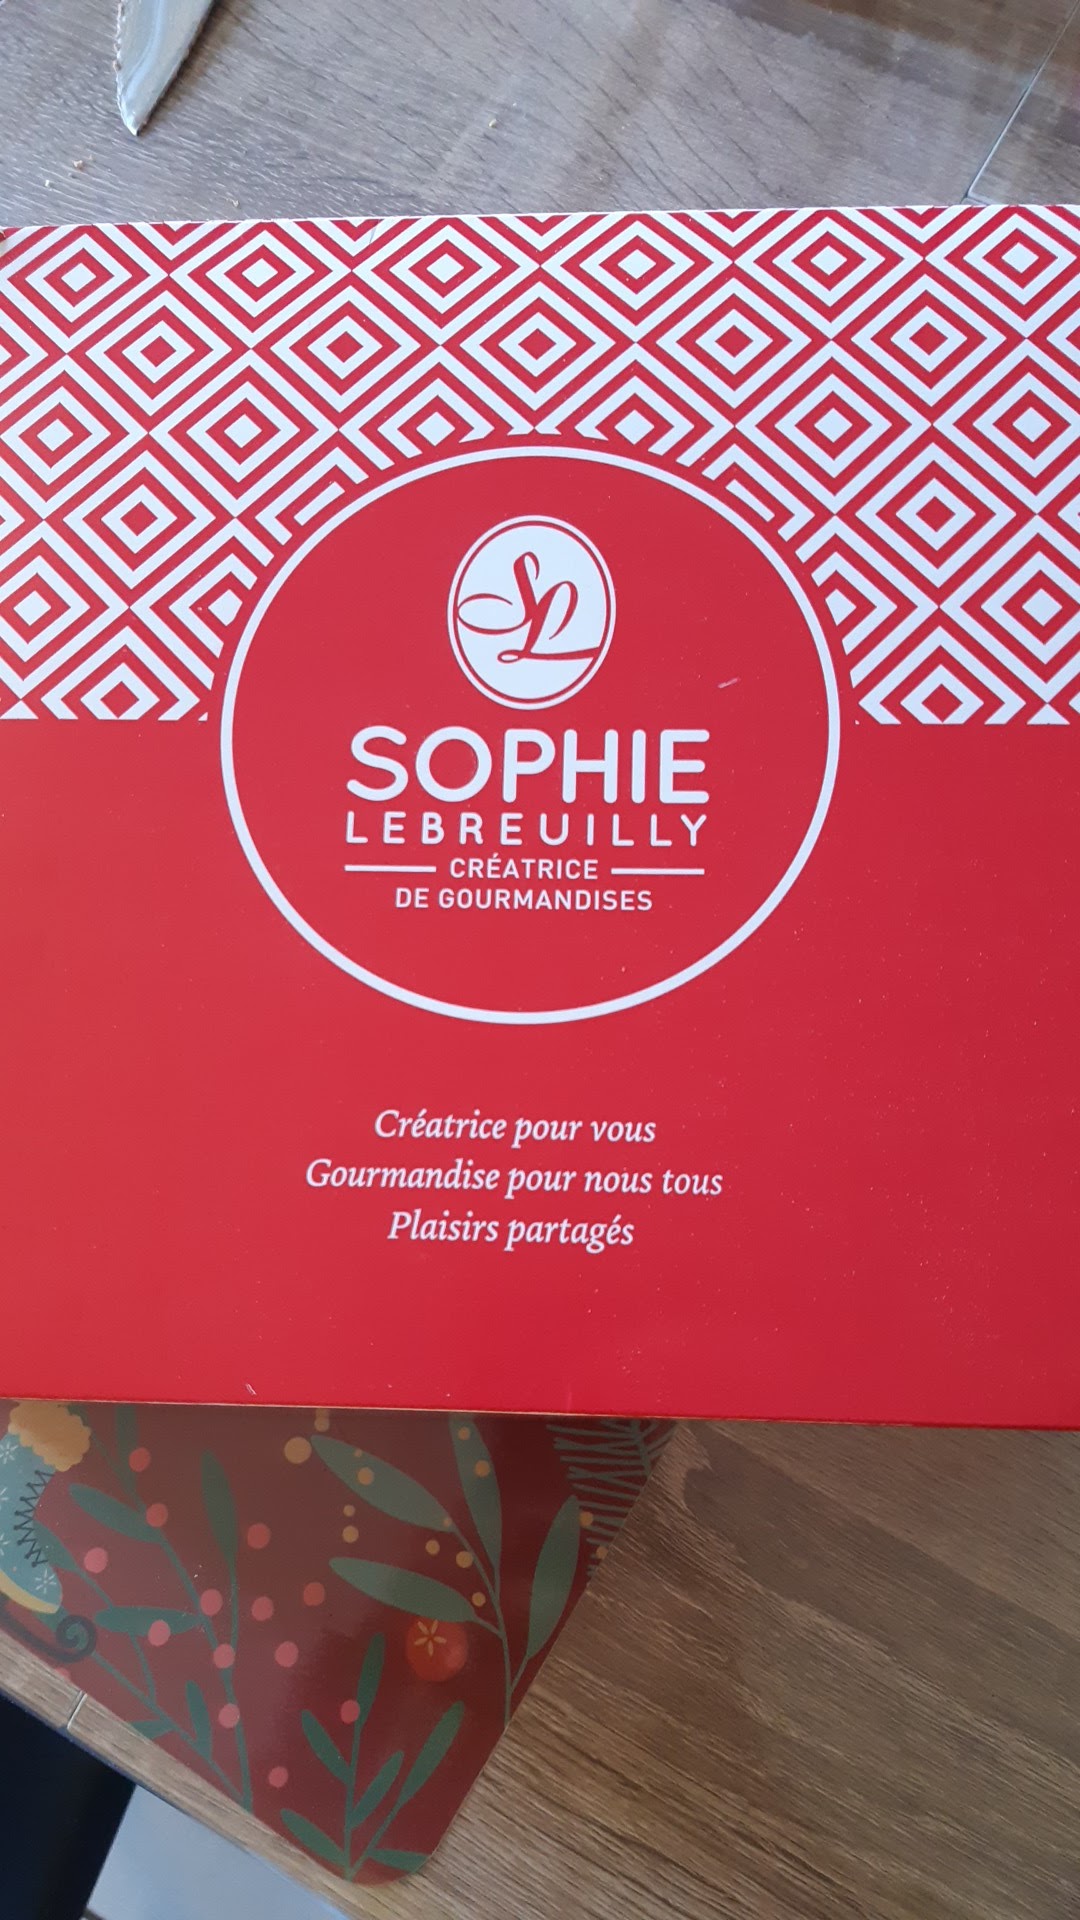 SL
SOPHIE
LEBREUILLY
CRÉATRICE
DE GOURMANDISES
Créatrice pour vous
Gourmandise pour nous tous
Plaisirs partagés